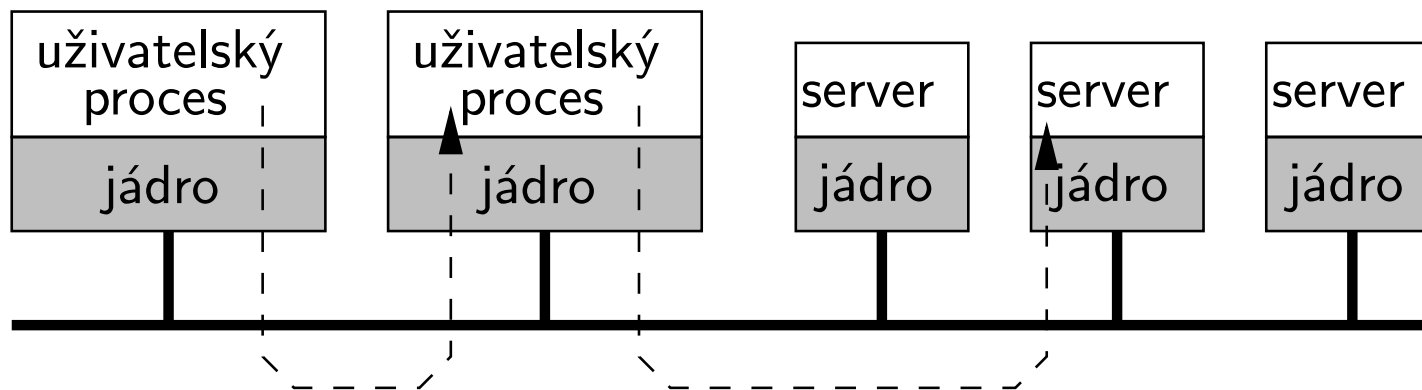 uživatelský
proces
jádro
uživatelský
proces
jádro
server
jádro
server
jádro
server
jádro